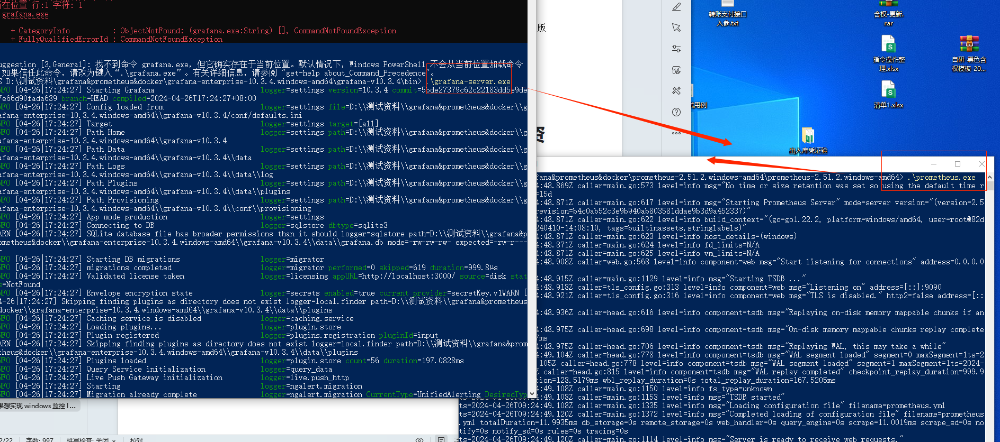 所在位置 行:1 字符: 1
grafana.exe
~~~~~~~~~~~
+ CategoryInfo : ObjectNotFound: (grafana.exe:String) [], CommandNotFoundException
+ FullyQualifiedErrorId : CommandNotFoundException
uggestion [3,General]: 找不到命令 grafana.exe，但它确实存在于当前位置。默认情况下，Windows PowerShell 不会从当前位置加载命令
如果信任此命令，请改为键入“.\grafana.exe”。有关详细信息，请参阅 "get-help about_Command_Precedence"。
S D:\测试资料\grafana&prometheus&docker\grafana-enterprise-10.3.4.windows-amd64\grafana-v10.3.4\bin> .\grafana-server.exe
NFO [04-26|17:24:27] Starting Grafana logger=settings version=10.3.4 commit=5bde27379c62c22183dd5e9de
7e66d90fada639 branch=HEAD compiled=2024-04-26T17:24:27+08:00
NFO [04-26|17:24:27] Config loaded from logger=settings file=D:\\测试资料\\grafana&prometheus&docker\\g
afana-enterprise-10.3.4.windows-amd64\\grafana-v10.3.4/conf/defaults.ini
NFO [04-26|17:24:27] Target logger=settings target=[all]
NFO [04-26|17:24:27] Path Home logger=settings path=D:\\测试资料\\grafana&prometheus&docker\\g
afana-enterprise-10.3.4.windows-amd64\\grafana-v10.3.4
NFO [04-26|17:24:27] Path Data logger=settings path=D:\\测试资料\\grafana&prometheus&docker\\g
afana-enterprise-10.3.4.windows-amd64\\grafana-v10.3.4\\data
NFO [04-26|17:24:27] Path Logs logger=settings path=D:\\测试资料\\grafana&prometheus&docker\\g
afana-enterprise-10.3.4.windows-amd64\\grafana-v10.3.4\\data\\log
NFO [04-26|17:24:27] Path Plugins logger=settings path=D:\\测试资料\\grafana&prometheus&docker\\g
afana-enterprise-10.3.4.windows-amd64\\grafana-v10.3.4\\data\\plugins
NFO [04-26|17:24:27] Path Provisioning logger=settings path=D:\\测试资料\\grafana&prometheus&docker\\g
afana-enterprise-10.3.4.windows-amd64\\grafana-v10.3.4\\conf\\provisioning
NFO [04-26|17:24:27] App mode production logger=settings
NFO [04-26|17:24:27] Connecting to DB logger=sqlstore dbtype=sqlite3
ARN [04-26|17:24:27] SQLite database file has broader permissions than it should logger=sqlstore path=D:\\测试资料\\grafana&p
ometheus&docker\\grafana-enterprise-10.3.4.windows-amd64\\grafana-v10.3.4\\data\\grafana.db mode=-rw-rw-rw- expected=-rw-r---
-
NFO [04-26|17:24:27] Starting DB migrations logger=migrator
NFO [04-26|17:24:27] migrations completed logger=migrator performed=0 skipped=619 duration=999.8µs
NFO [04-26|17:24:27] Validated license token logger=licensing appURL=http://localhost:3000/ source=disk stat
s=NotFound
NFO [04-26|17:24:27] Envelope encryption state logger=secrets enabled=true current provider=secretKey.v1WARN [
4-26|17:24:27] Skipping finding plugins as directory does not exist logger=local.finder path=D:\\测试资料\\grafana&prometheus
docker\\grafana-enterprise-10.3.4.windows-amd64\\grafana-v10.3.4\\data\\plugins
NFO [04-26|17:24:27] Caching service is disabled logger=caching.service
NFO [04-26|17:24:27] Loading plugins... logger=plugin.store
NFO [04-26|17:24:27] Plugin registered logger=plugins.registration pluginId=input
ARN [04-26|17:24:27] Skipping finding plugins as directory does not exist logger=local.finder path=D:\\测试资料\\grafana&prom
theus&docker\\grafana-enterprise-10.3.4.windows-amd64\\grafana-v10.3.4\\data\\plugins
NFO [04-26|17:24:27] Plugins loaded logger=plugin.store count=56 duration=197.0828ms
NFO [04-26|17:24:27] Query Service initialization logger=query_data
NFO [04-26|17:24:27] Live Push Gateway initialization logger=live.push_http
NFO [04-26|17:24:27] Starting logger=ngalert.migration
NFO [04-26|17:24:27] Migration already complete logger=ngalert.migration CurrentType=UnifiedAlerting DesiredTyp
果想实现 windows 监控 l...
2/22 字数: 997 拼写检查: 关闭 校对
版
资
转账支付接口
入参.txt
含权-更新.
rar
指令操作整
理.xlsx
自研-黑色含
权模板-20...
清单1.xlsx
试用例
出入库凭证验
fana&prometheus&docker\prometheus-2.51.2.windows-amd64\prometheus-2.51.2.windows-amd64> .\prometheus.exe
4:48.869Z caller=main.go:573 level=info msg="No time or size retention was set so using the default time r
=15d
4:48.871Z caller=main.go:617 level=info msg="Starting Prometheus Server" mode=server version="(version=2.5
revision=b4c0ab52c3e9b940ab803581ddae9b3d9a452337)"
4:48.871Z caller=main.go:622 level=info build_context="(go=go1.22.2, platform=windows/amd64, user=root@82d
240410-14:08:10, tags=builtinassets,stringlabels)"
4:48.871Z caller=main.go:623 level=info host_details=(windows)
4:48.871Z caller=main.go:624 level=info fd_limits=N/A
4:48.871Z caller=main.go:625 level=info vm_limits=N/A
4:48.908Z caller=web.go:568 level=info component=web msg="Start listening for connections" address=0.0.0.0
4:48.915Z caller=main.go:1129 level=info msg="Starting TSDB ..."
4:48.918Z caller=tls_config.go:313 level=info component=web msg="Listening on" address=[::]:9090
4:48.921Z caller=tls_config.go:316 level=info component=web msg="TLS is disabled." http2=false address=[::
4:48.936Z caller=head.go:616 level=info component=tsdb msg="Replaying on-disk memory mappable chunks if an
4:48.975Z caller=head.go:698 level=info component=tsdb msg="On-disk memory mappable chunks replay complete
7ms
4:48.975Z caller=head.go:706 level=info component=tsdb msg="Replaying WAL, this may take a while"
4:49.104Z caller=head.go:778 level=info component=tsdb msg="WAL segment loaded" segment=0 maxSegment=1ts=2
105Z caller=head.go:778 level=info component=tsdb msg="WAL segment loaded" segment=1 maxSegment=1ts=2024-
Z caller=head.go:815 level=info component=tsdb msg="WAL replay completed" checkpoint_replay_duration=999.9
tion=128.5179ms wbl_replay_duration=0s total_replay_duration=167.5205ms
4:49.108Z caller=main.go:1150 level=info fs_type=unknown
ts=2024-04-26T09:24:49.108Z caller=main.go:1153 level=info msg="TSDB started"
ts=2024-04-26T09:24:49.108Z caller=main.go:1335 level=info msg="Loading configuration file" filename=prometheus.yml
ts=2024-04-26T09:24:49.120Z caller=main.go:1372 level=info msg="Completed loading of configuration file" filename=prometheus
.yml totalDuration=11.9935ms db_storage=0s remote_storage=0s web_handler=0s query_engine=0s scrape=11.0019ms scrape_sd=0s no
tify=0s notify_sd=0s rules=0s tracing=0s
ts=2024-04-26T09:24:49.120Z caller=main.go:1114 level=info msg="Server is ready to receive web requests."